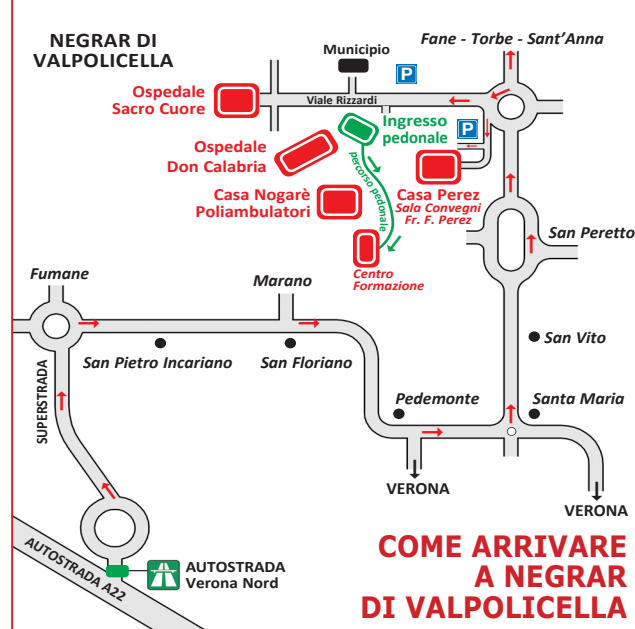 NEGRAR DI
VALPOLICELLA
Municipio
Fane - Torbe - Sant'Anna
P
Ospedale
Sacro Cuore
Viale Rizzardi
Ingresso
pedonale
P
Ospedale
Don Calabria
percorso pedonale
Casa Nogarè
Poliambulatori
Casa Perez
Sala Convegni
Fr. F. Perez
San Peretto
Centro
Formazione
Fumane
Marano
San Pietro Incariano
San Floriano
San Vito
SUPERSTRADA
Pedemonte
Santa Maria
VERONA
VERONA
AUTOSTRADA A22
AUTOSTRADA
Verona Nord
COME ARRIVARE
A NEGRAR
DI VALPOLICELLA